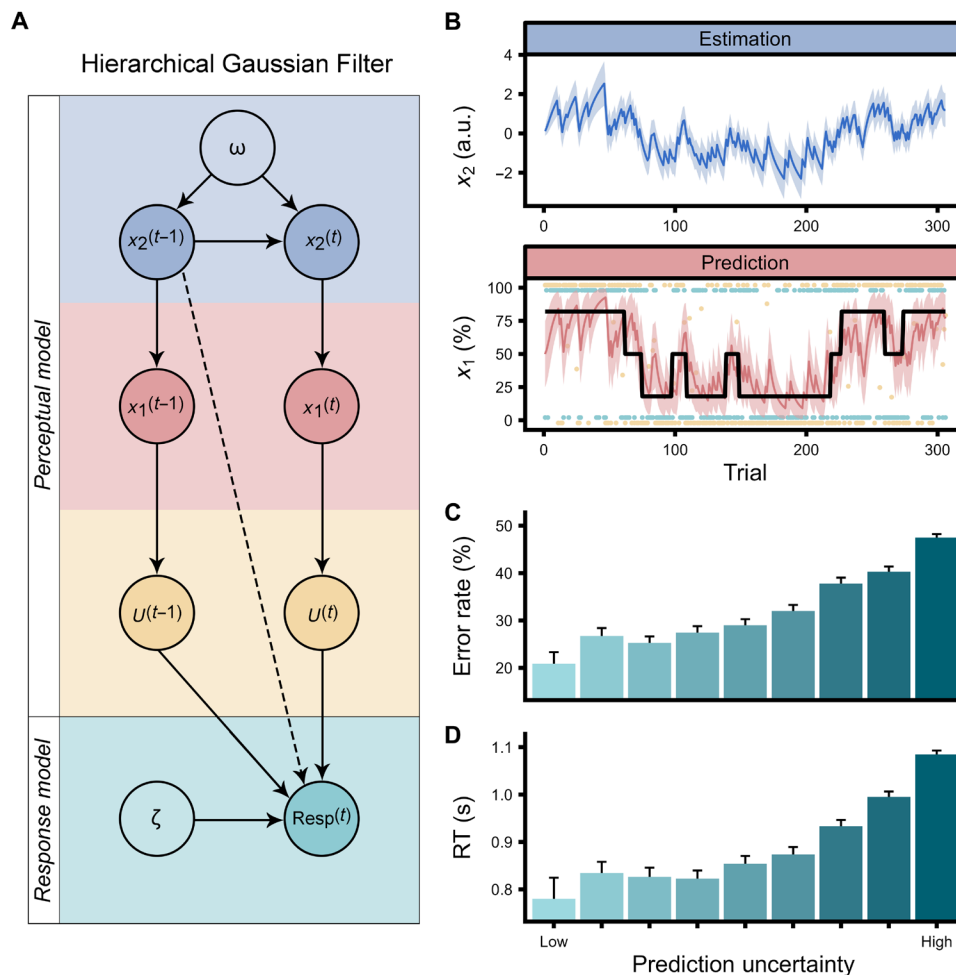 A
Hierarchical Gaussian Filter
Perceptual model
Response model
ω
x2(t−1)
x2(t)
x1(t−1)
x1(t)
U(t−1)
U(t)
ζ
Resp(t)
B
Estimation
x2 (a.u.)
4
2
0
−2
0
100
200
300
Prediction
x1 (%)
100
75
50
25
0
0
100
200
300
Trial
C
Error rate (%)
50
40
30
20
D
RT (s)
1.1
1.0
0.9
0.8
Low
High
Prediction uncertainty